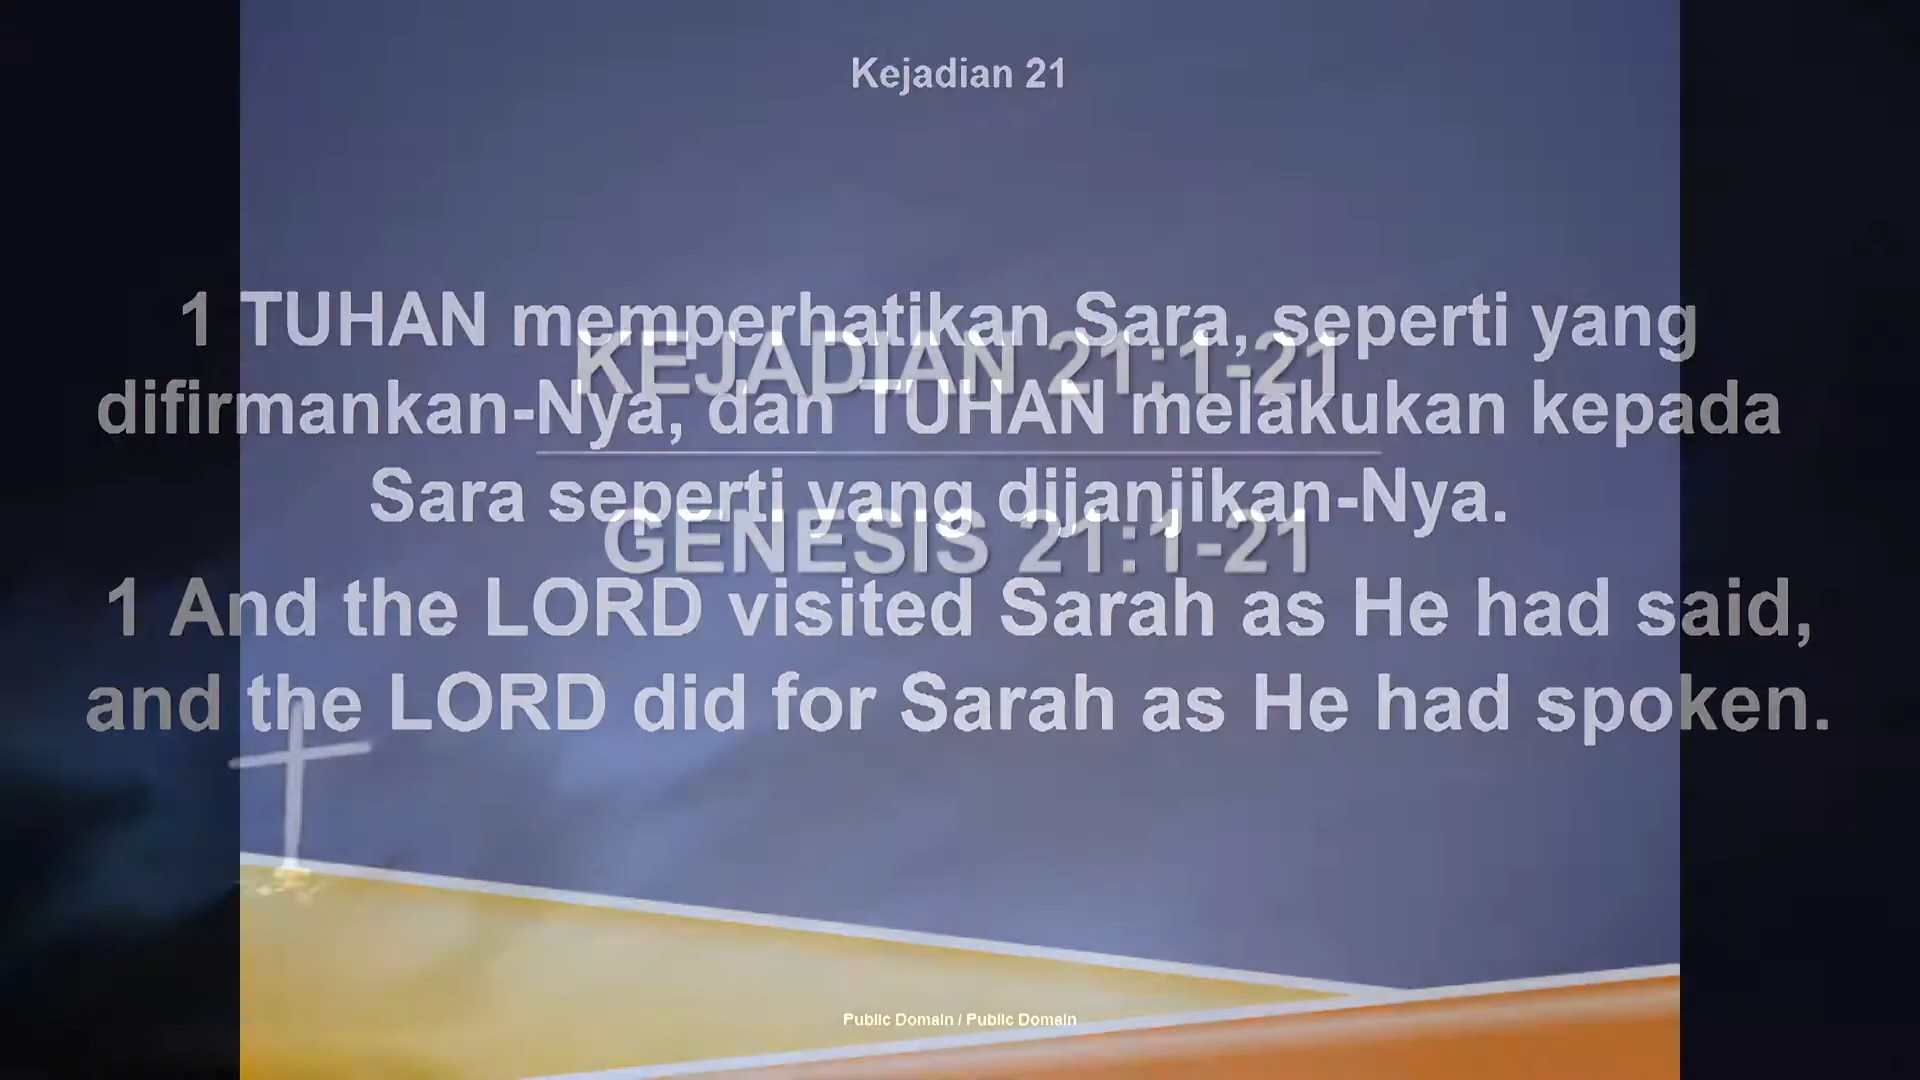 Kejadian 21
1 TUHAN memperhatikan Sara, seperti yang
KEJADIAN 21:1-21
difirmankan-Nya, dan TUHAN melakukan kepada
Sara seperti yang dijanjikan-Nya.
GENESIS 21:1-21
1 And the LORD visited Sarah as He had said,
and the LORD did for Sarah as He had spoken.
Public Domain / Public Domain